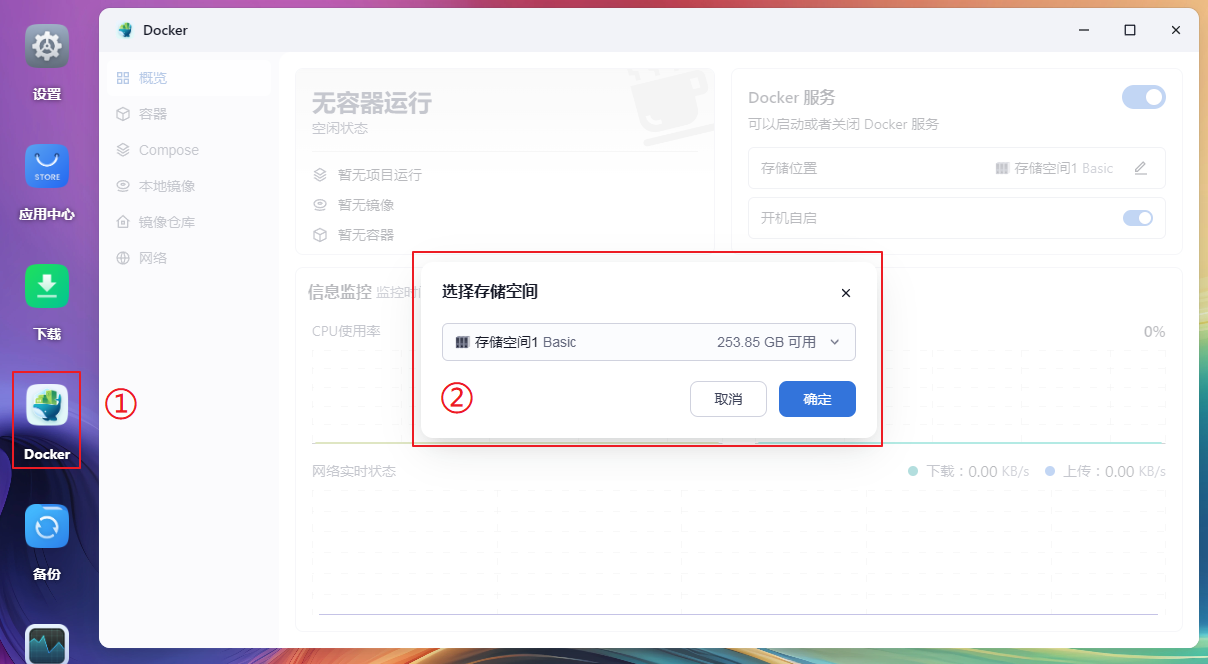 Docker
设置
STORE
应用中心
下载
①
Docker
备份
概览
容器
Compose
本地镜像
镜像仓库
网络
无容器运行
空闲状态
暂无项目运行
暂无镜像
暂无容器
Docker 服务
可以启动或者关闭 Docker 服务
存储位置 存储空间1 Basic
开机自启
信息监控 监控时
CPU使用率 0%
选择存储空间
存储空间1 Basic 253.85 GB 可用
②
取消 确定
网络实时状态 下载：0.00 KB/s 上传：0.00 KB/s